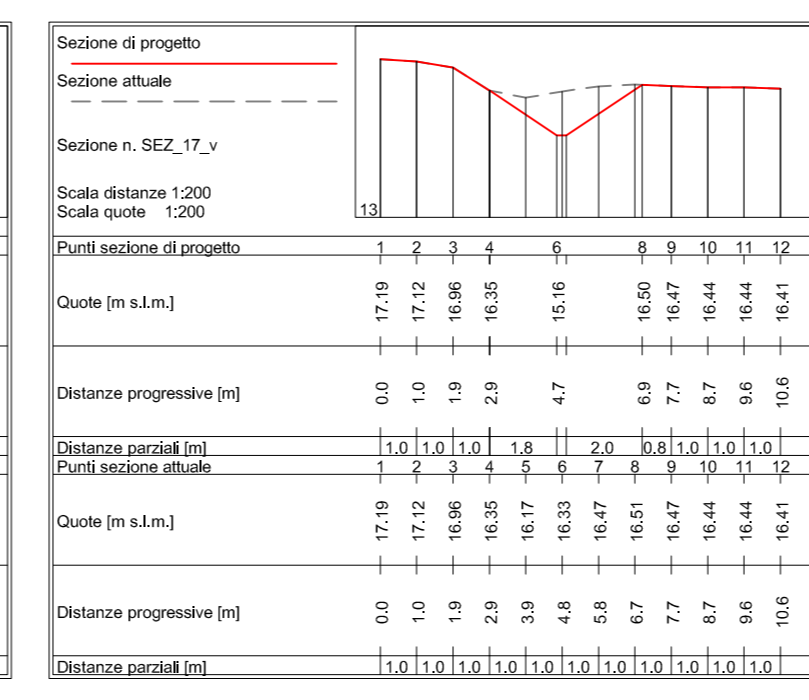 Sezione di progetto
Sezione attuale
Sezione n. SEZ_17_v
Scala distanze 1:200
Scala quote 1:200
13
Punti sezione di progetto 1 2 3 4 6 8 9 10 11 12
Quote [m s.l.m.] 17.19 17.12 16.96 16.35 15.16 16.50 16.47 16.44 16.44 16.41
Distanze progressive [m] 0.0 1.0 1.9 2.9 4.7 6.9 7.7 8.7 9.6 10.6
Distanze parziali [m] 1.0 1.0 1.0 1.8 2.0 0.8 1.0 1.0 1.0
Punti sezione attuale 1 2 3 4 5 6 7 8 9 10 11 12
Quote [m s.l.m.] 17.19 17.12 16.96 16.35 16.17 16.33 16.47 16.51 16.47 16.44 16.44 16.41
Distanze progressive [m] 0.0 1.0 1.9 2.9 3.9 4.8 5.8 6.7 7.7 8.7 9.6 10.6
Distanze parziali [m] 1.0 1.0 1.0 1.0 1.0 1.0 1.0 1.0 1.0 1.0 1.0